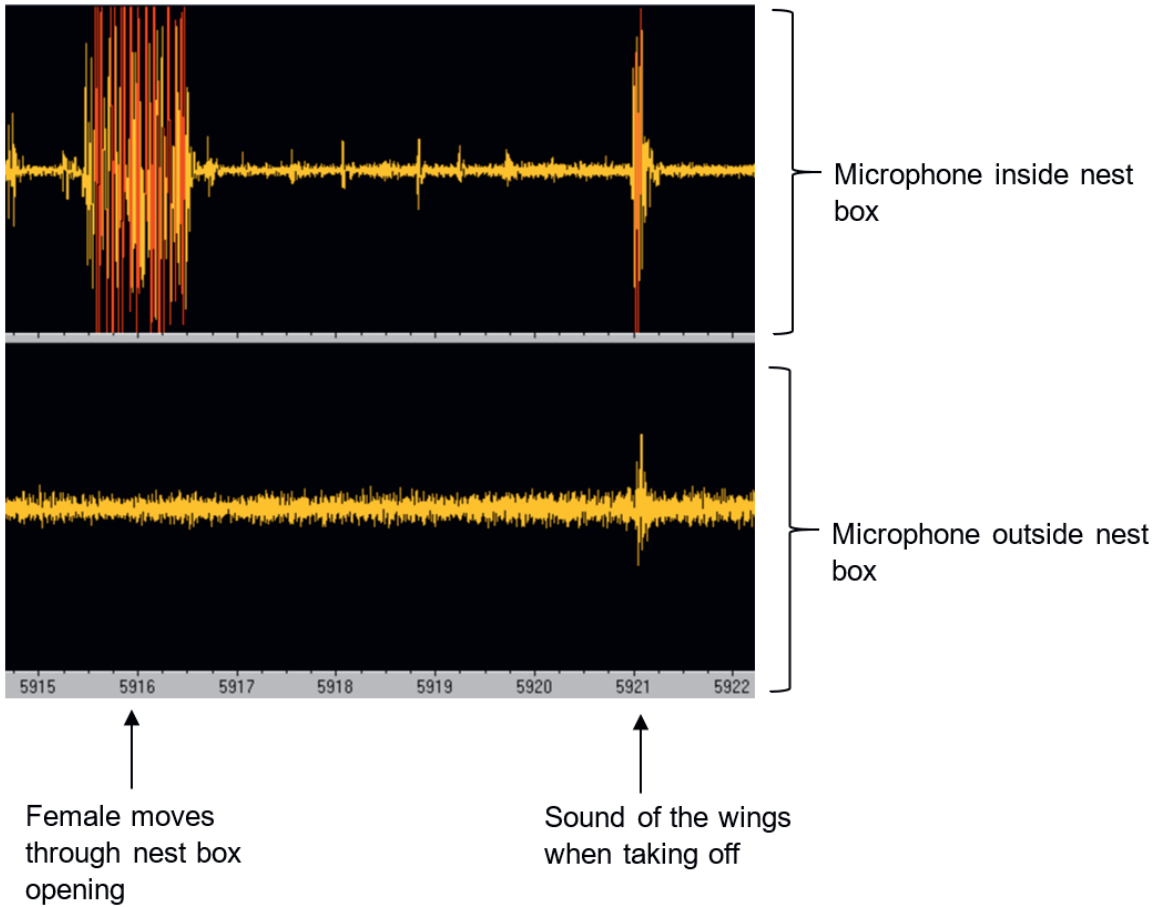 Microphone inside nest
box
Microphone outside nest
box
5915 5916 5917 5918 5919 5920 5921 5922
Female moves
through nest box
opening
Sound of the wings
when taking off